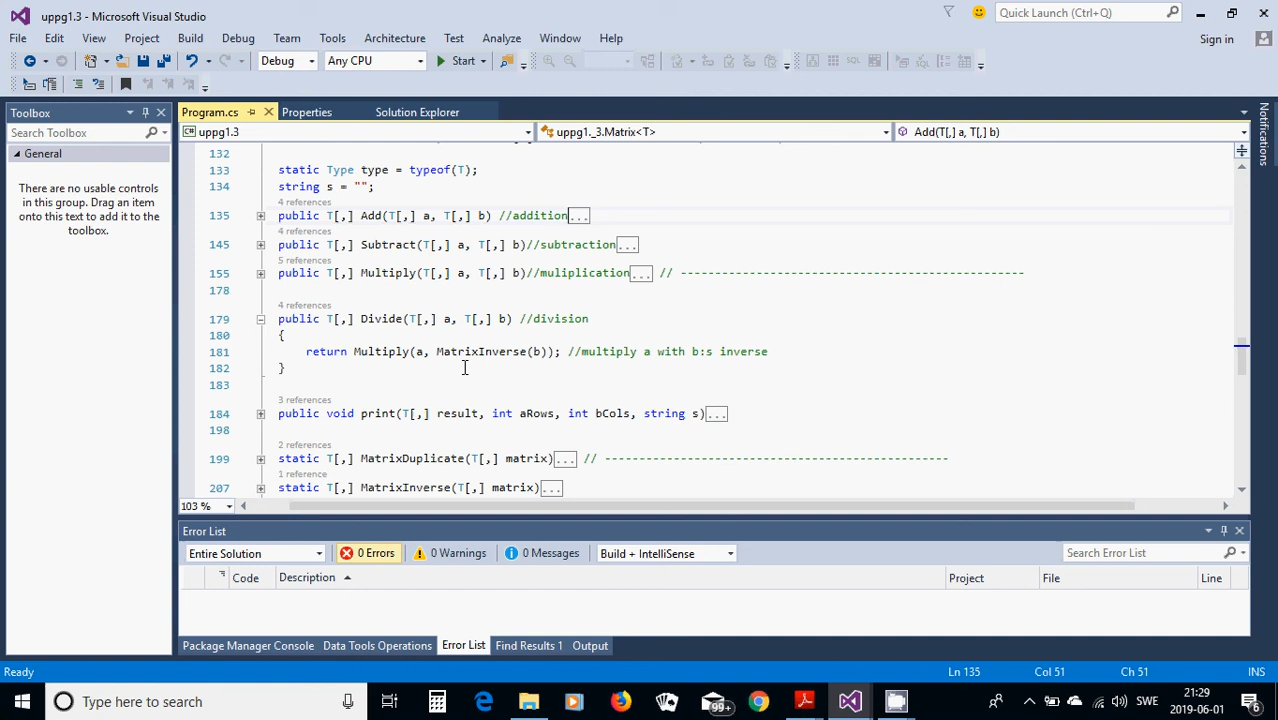 uppg1.3 - Microsoft Visual Studio
Quick Launch (Ctrl+Q)
File Edit View Project Build Debug Team Tools Architecture Test Analyze Window Help
Sign in
Debug Any CPU Start
Toolbox
Search Toolbox
General
There are no usable controls
in this group. Drag an item
onto this text to add it to the
toolbox.
Program.cs Properties Solution Explorer
uppg1.3 uppg1._3.Matrix<T> Add(T[,] a, T[,] b)
132
133 static Type type = typeof(T);
134 string s = "";
4 references
135 public T[,] Add(T[,] a, T[,] b) //addition...
4 references
145 public T[,] Subtract(T[,] a, T[,] b)//subtraction...
5 references
155 public T[,] Multiply(T[,] a, T[,] b)//muliplication... // --------------------------------------------------
178
4 references
179 public T[,] Divide(T[,] a, T[,] b) //division
180 {
181 return Multiply(a, MatrixInverse(b)); //multiply a with b:s inverse
182 }
183
3 references
184 public void print(T[,] result, int aRows, int bCols, string s)...
198
2 references
199 static T[,] MatrixDuplicate(T[,] matrix)... // --------------------------------------------------
1 reference
207 static T[,] MatrixInverse(T[,] matrix)...
103 %
Notifications
Error List
Entire Solution 0 Errors 0 Warnings 0 Messages Build + IntelliSense Search Error List
Code Description Project File Line
Package Manager Console Data Tools Operations Error List Find Results 1 Output
Ready Ln 135 Col 51 Ch 51 INS
Type here to search
99+
SWE
21:29
2019-06-01
6